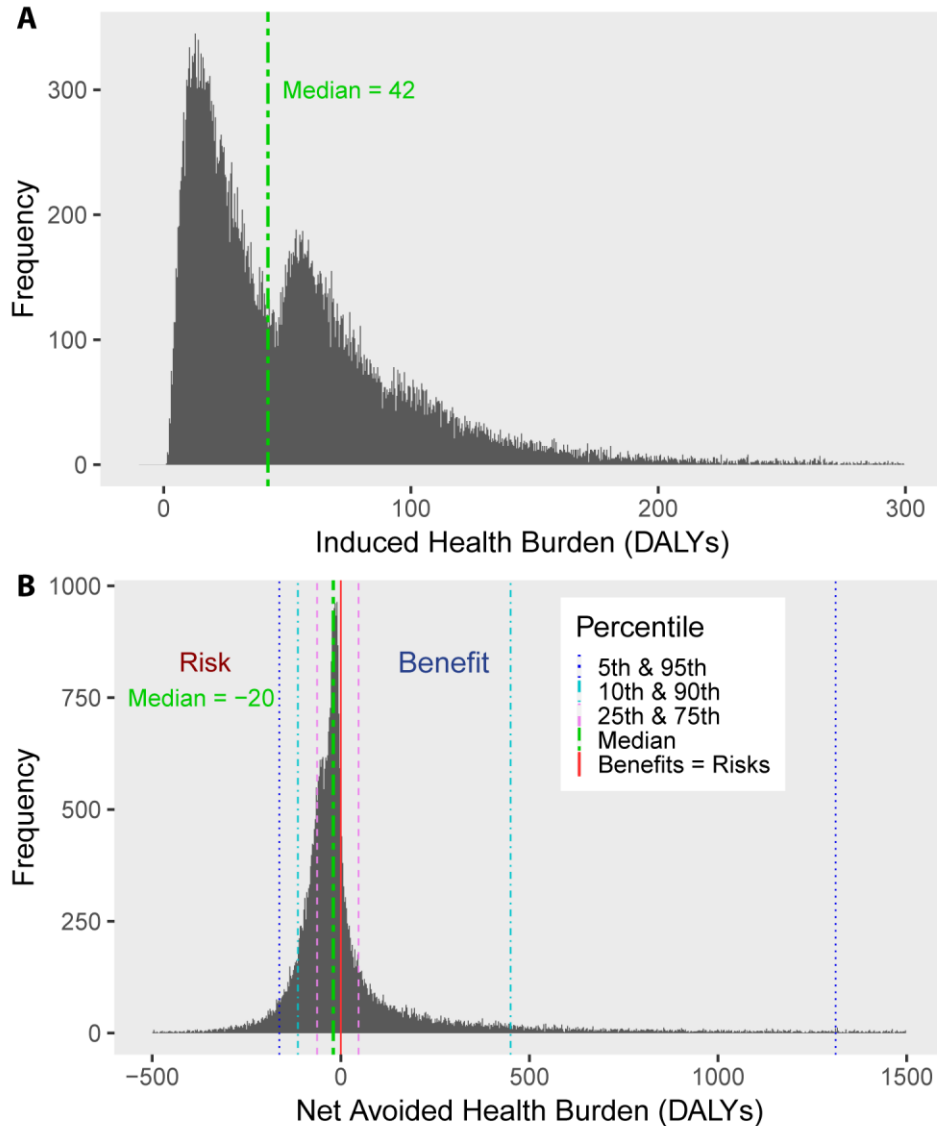 A
Median = 42
300
200
100
0
Frequency
0 100 200 300
Induced Health Burden (DALYs)
B
1000
750
500
250
0
Frequency
Risk
Median = −20
Benefit
Percentile
5th & 95th
10th & 90th
25th & 75th
Median
Benefits = Risks
−500 0 500 1000 1500
Net Avoided Health Burden (DALYs)